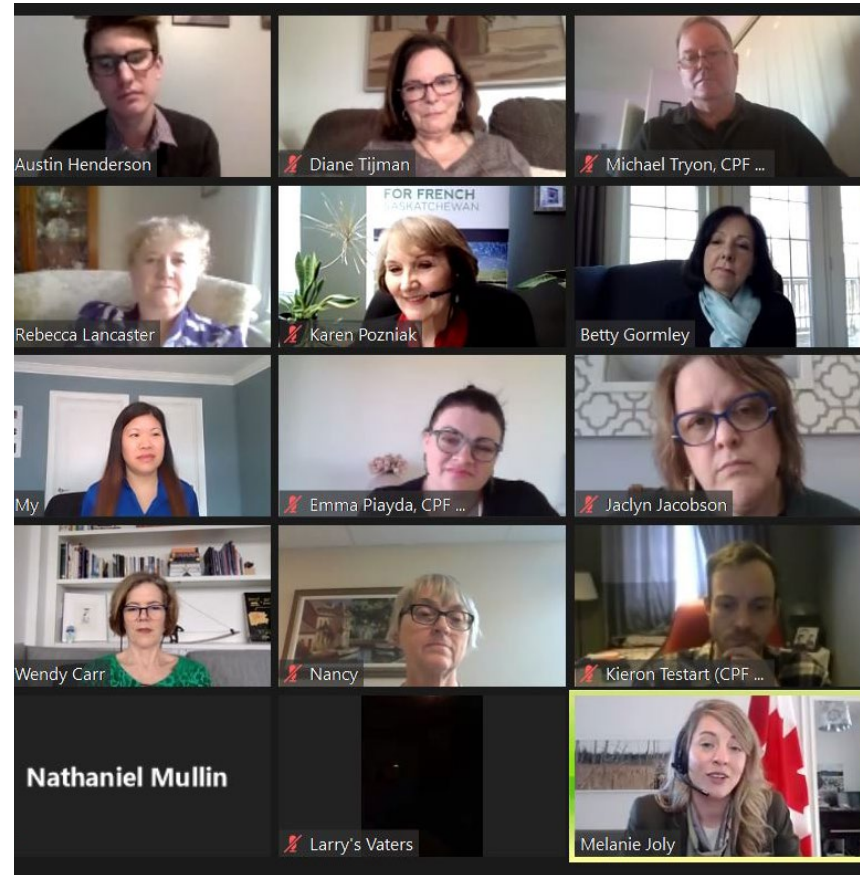 Austin Henderson
Diane Tijman
Michael Tryon, CPF ...
FOR FRENCH
SASKATCHEWAN
Rebecca Lancaster
Karen Pozniak
Betty Gormley
My
Emma Piayda, CPF ...
Jaclyn Jacobson
Wendy Carr
Nancy
Kieron Testart (CPF ...
Nathaniel Mullin
Larry's Vaters
Melanie Joly